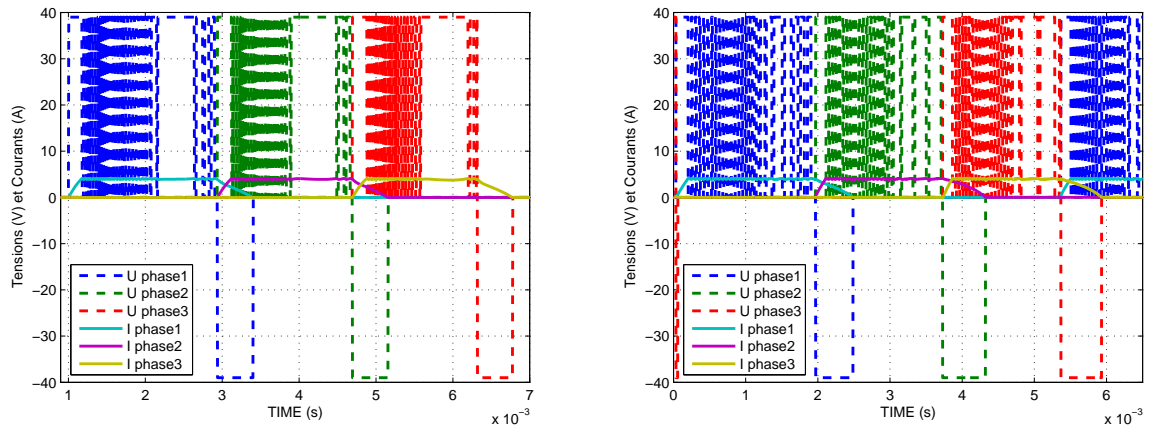 40
30
20
10
0
−10
−20
−30
−40
Tensions (V) et Courants (A)
U phase1
U phase2
U phase3
I phase1
I phase2
I phase3
1 2 3 4 5 6 7
TIME (s)
x 10⁻³
40
30
20
10
0
−10
−20
−30
−40
Tensions (V) et Courants (A)
U phase1
U phase2
U phase3
I phase1
I phase2
I phase3
0 1 2 3 4 5 6
TIME (s)
x 10⁻³